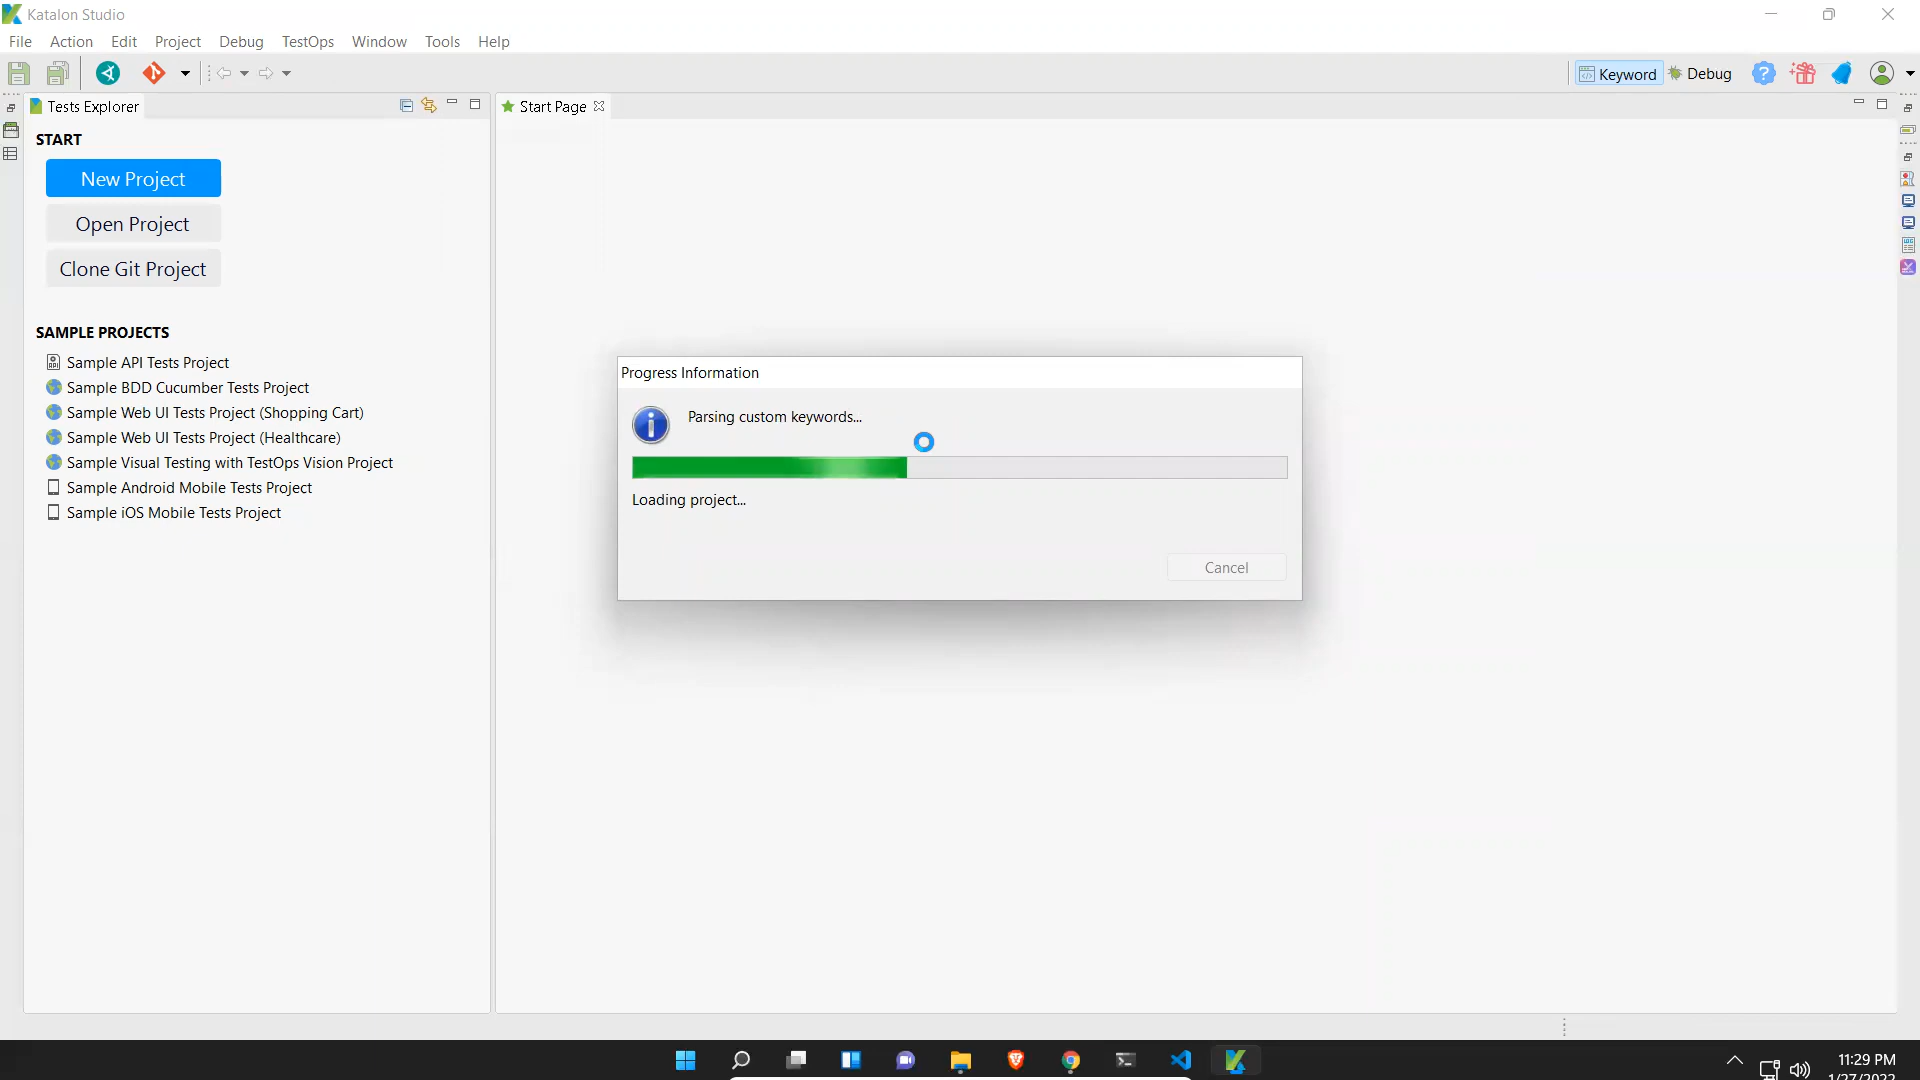 Katalon Studio
File Action Edit Project Debug TestOps Window Tools Help
Keyword Debug
Tests Explorer
Start Page
START
New Project
Open Project
Clone Git Project
SAMPLE PROJECTS
Sample API Tests Project
Sample BDD Cucumber Tests Project
Sample Web UI Tests Project (Shopping Cart)
Sample Web UI Tests Project (Healthcare)
Sample Visual Testing with TestOps Vision Project
Sample Android Mobile Tests Project
Sample iOS Mobile Tests Project
Progress Information
Parsing custom keywords...
Loading project...
Cancel
11:29 PM
1/27/2022